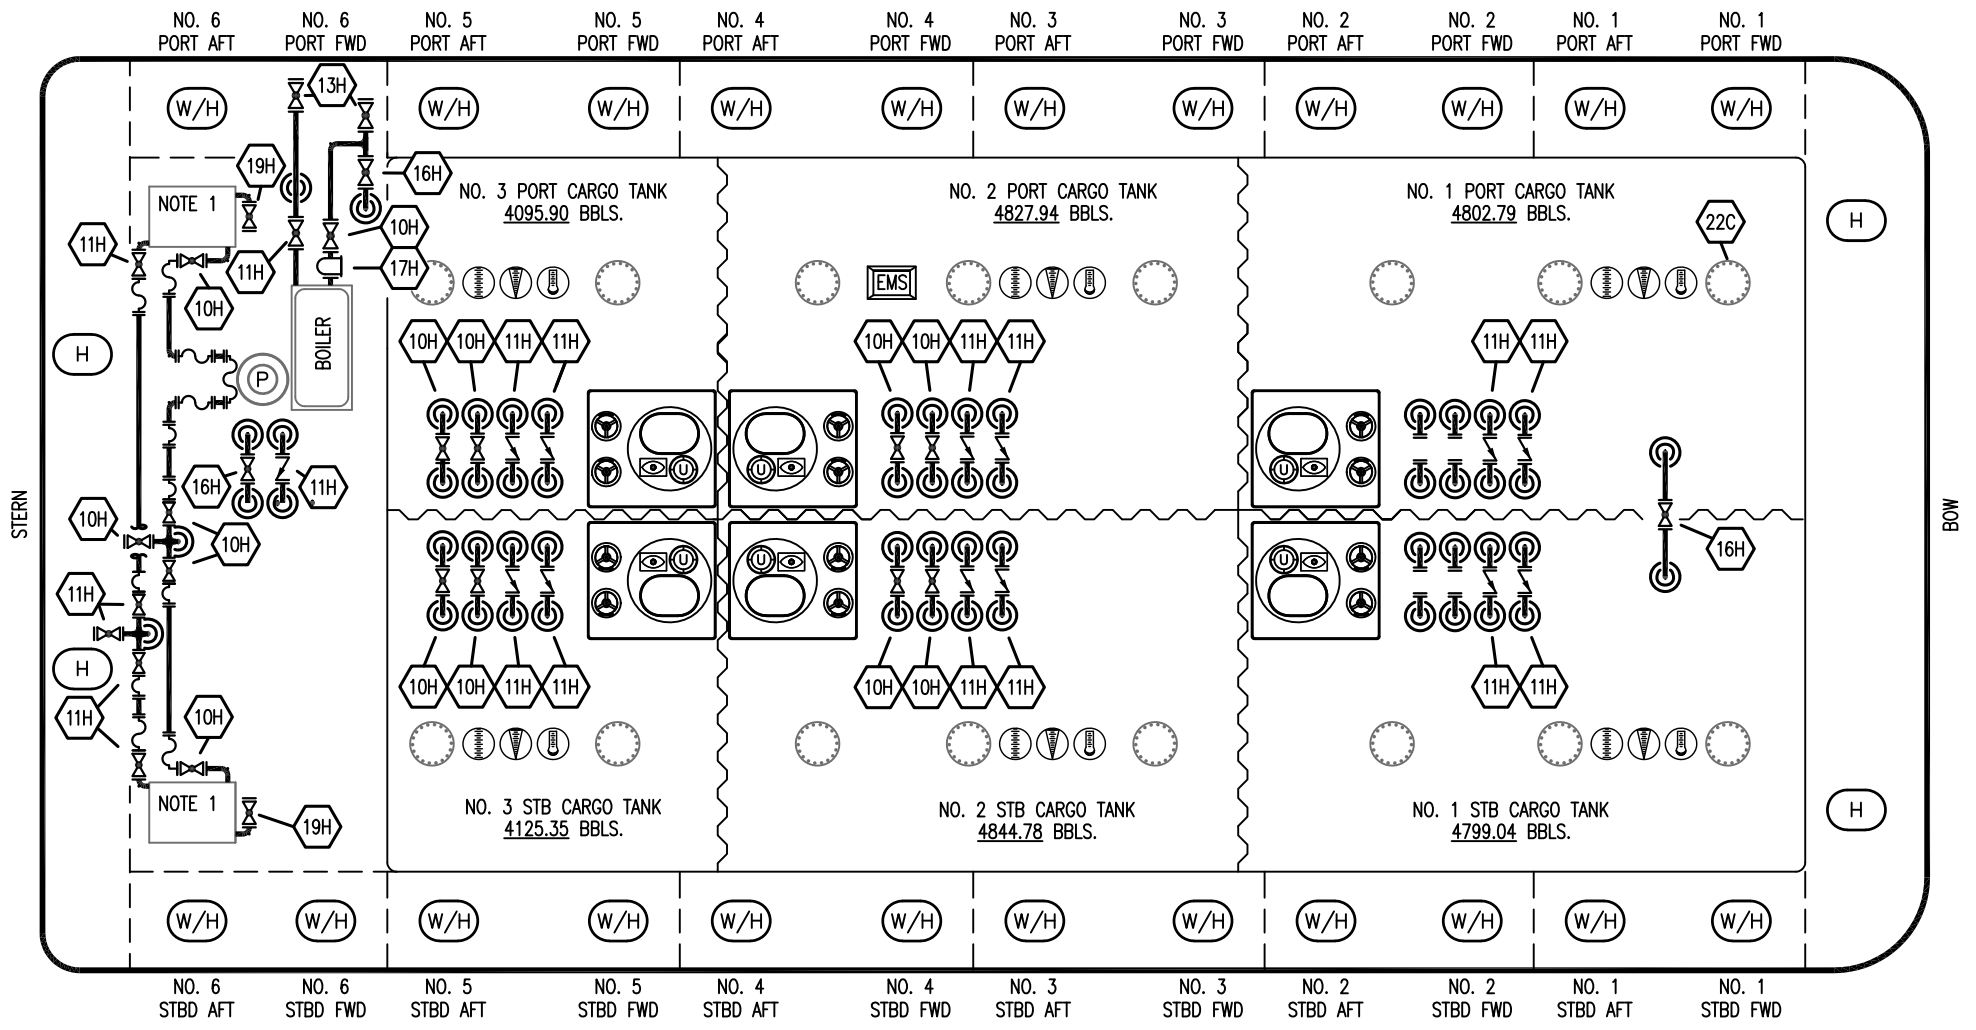 NO. 6 NO. 6 NO. 5 NO. 5 NO. 4 NO. 4 NO. 3 NO. 3 NO. 2 NO. 2 NO. 1 NO. 1
PORT AFT PORT FWD PORT AFT PORT FWD PORT AFT PORT FWD PORT AFT PORT FWD PORT AFT PORT FWD PORT AFT PORT FWD
13H
W/H W/H W/H W/H W/H W/H W/H W/H W/H W/H W/H
19H
16H
NO. 3 PORT CARGO TANK NO. 2 PORT CARGO TANK NO. 1 PORT CARGO TANK
4095.90 BBLS. 4827.94 BBLS. 4802.79 BBLS.
NOTE 1
H
22C
10H
11H
11H
17H
EMS
10H
BOILER
H
10H 10H 11H 11H 10H 10H 11H 11H 11H 11H
P
U U U
16H 11H
STERN
BOW
10H
10H
16H
U U U
11H
H
10H 10H 11H 11H 10H 10H 11H 11H 11H 11H
11H
10H
NOTE 1
19H
NO. 3 STB CARGO TANK NO. 2 STB CARGO TANK NO. 1 STB CARGO TANK
4125.35 BBLS. 4844.78 BBLS. 4799.04 BBLS.
H
W/H W/H W/H W/H W/H W/H W/H W/H W/H W/H W/H W/H
NO. 6 NO. 6 NO. 5 NO. 5 NO. 4 NO. 4 NO. 3 NO. 3 NO. 2 NO. 2 NO. 1 NO. 1
STBD AFT STBD FWD STBD AFT STBD FWD STBD AFT STBD FWD STBD AFT STBD FWD STBD AFT STBD FWD STBD AFT STBD FWD